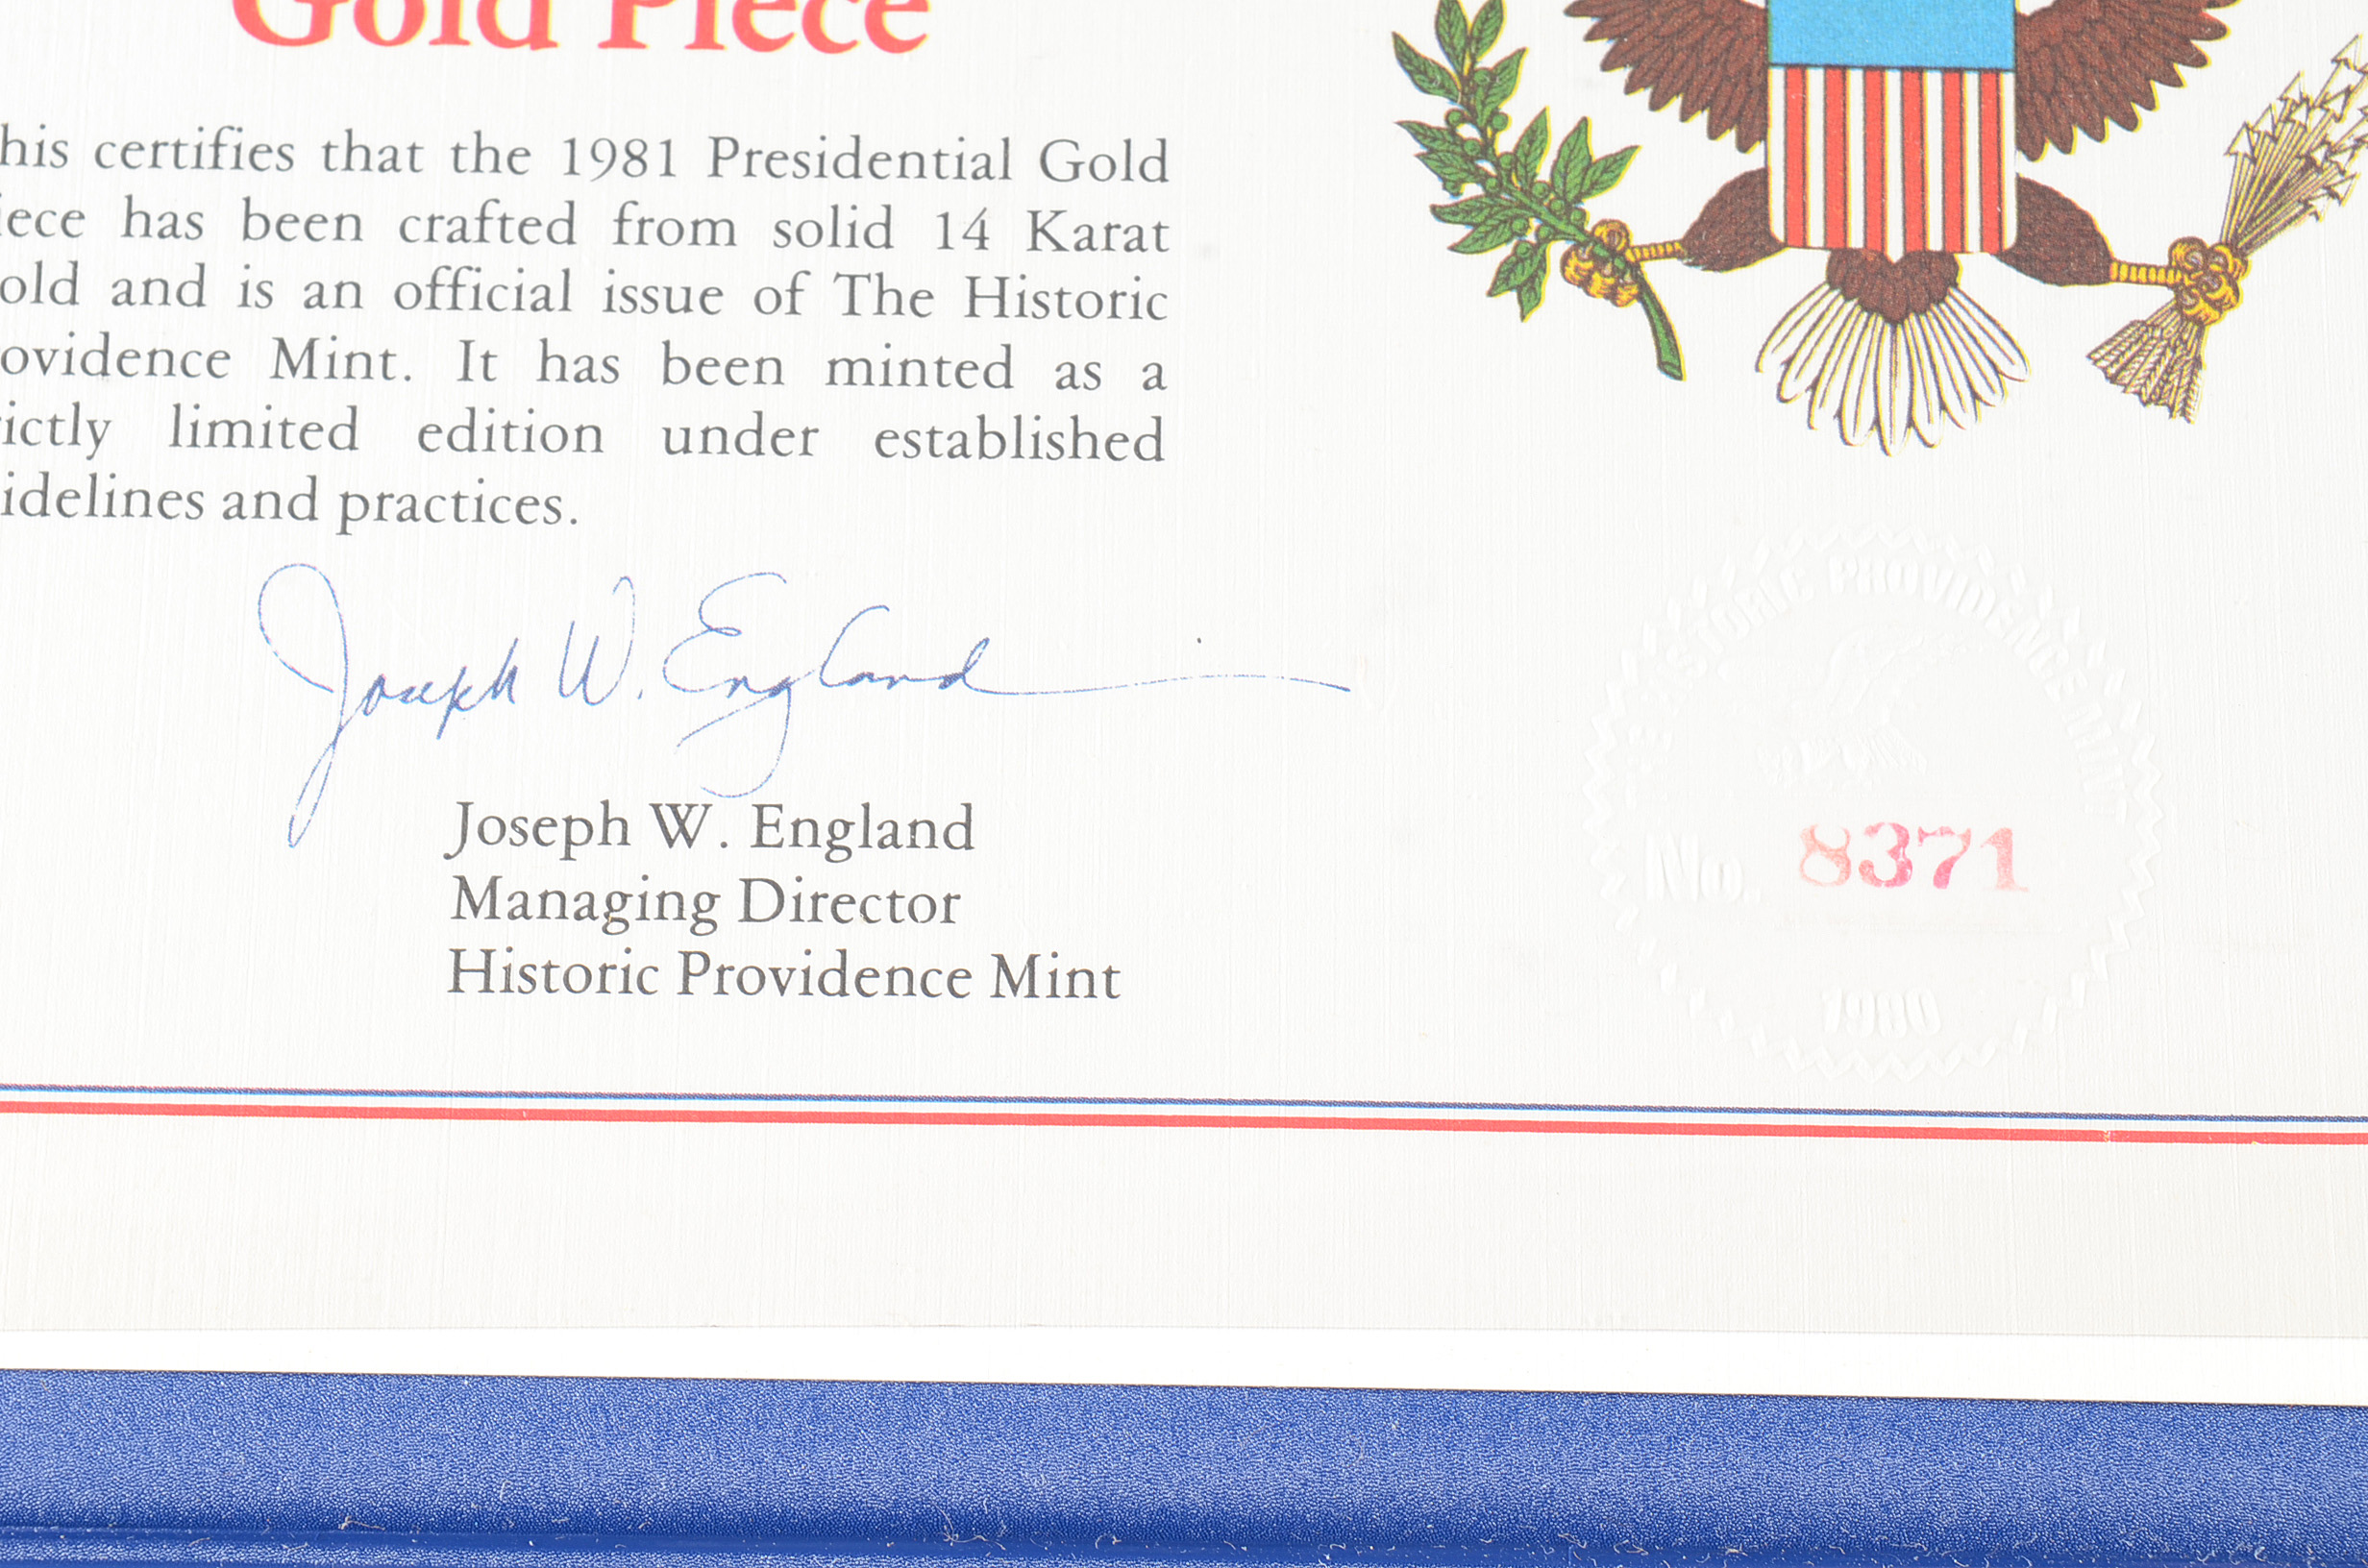 Gold Piece
his certifies that the 1981 Presidential Gold
iece has been crafted from solid 14 Karat
old and is an official issue of The Historic
ovidence Mint. It has been minted as a
ictly limited edition under established
idelines and practices.
Joseph W. England
Joseph W. England
Managing Director
Historic Providence Mint
HISTORIC PROVIDENCE MINT
No. 8371
1980